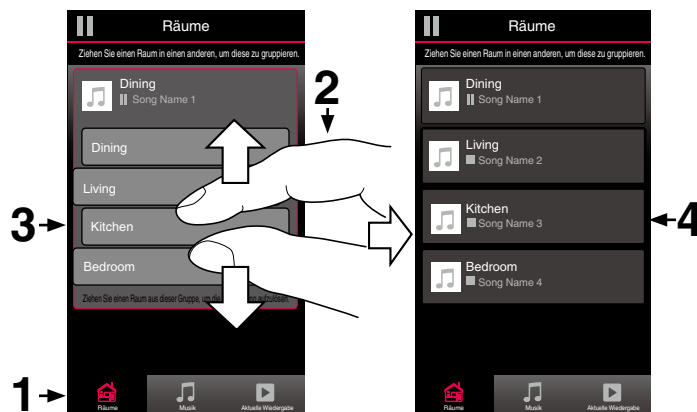 Räume
Ziehen Sie einen Raum in einen anderen, um diese zu gruppieren.
Dining
Song Name 1
Dining
Living
Kitchen
Bedroom
Ziehen Sie einen Raum aus dieser Gruppe, um die aufzulösen.
Räume
Musik
Aktuelle Wiedergabe
1
2
3
Räume
Ziehen Sie einen Raum in einen anderen, um diese zu gruppieren.
Dining
Song Name 1
Living
Song Name 2
Kitchen
Song Name 3
Bedroom
Song Name 4
Räume
Musik
Aktuelle Wiedergabe
4